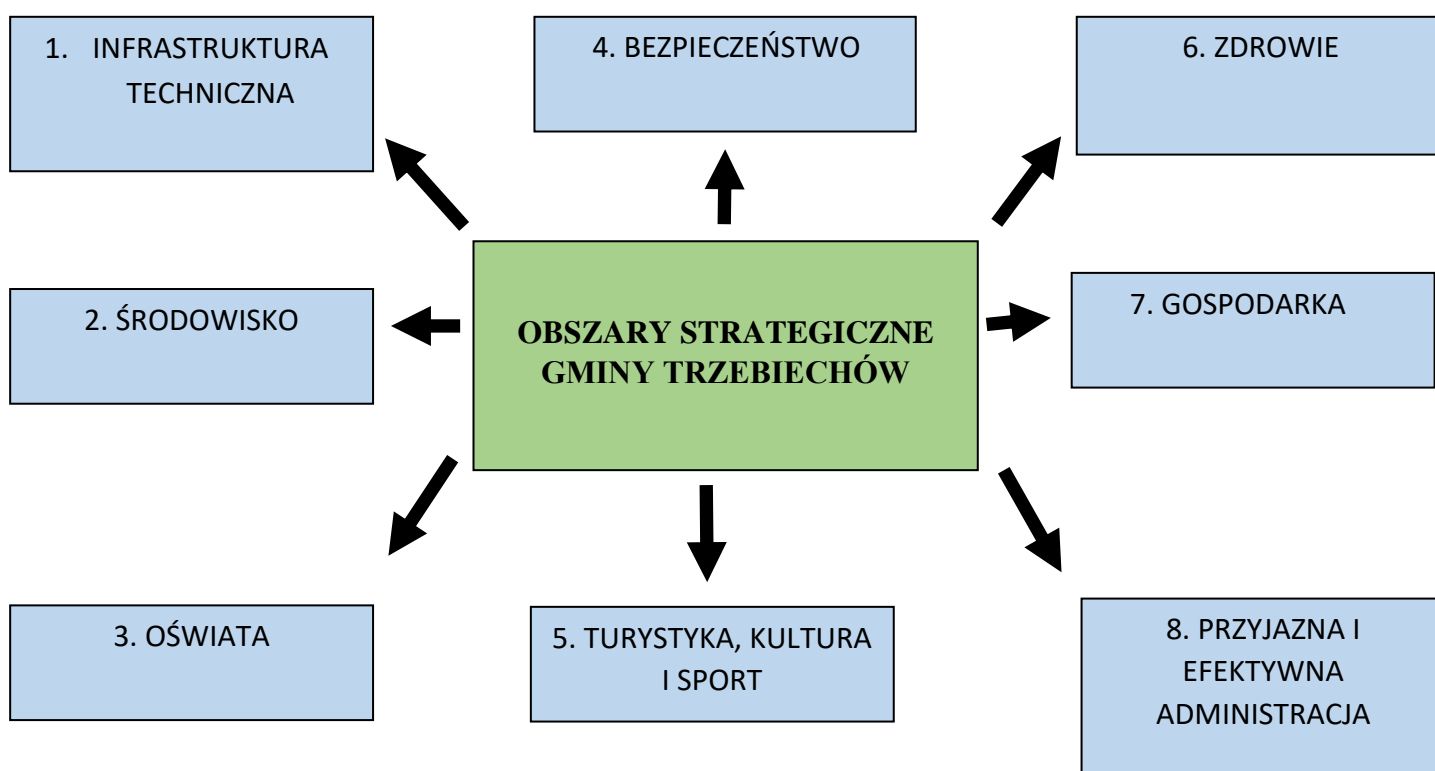 1. INFRASTRUKTURA
TECHNICZNA
4. BEZPIECZEŃSTWO
6. ZDROWIE
2. ŚRODOWISKO
OBSZARY STRATEGICZNE
GMINY TRZEBIECHÓW
7. GOSPODARKA
3. OŚWIATA
5. TURYSTYKA, KULTURA
I SPORT
8. PRZYJAZNA I
EFEKTYWNA
ADMINISTRACJA